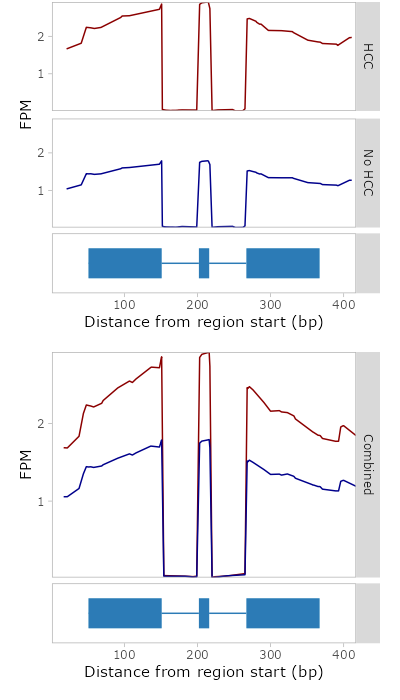 2
1
HCC
FPM
2
1
No HCC
100
200
300
400
Distance from region start (bp)
2
1
FPM
Combined
100
200
300
400
Distance from region start (bp)